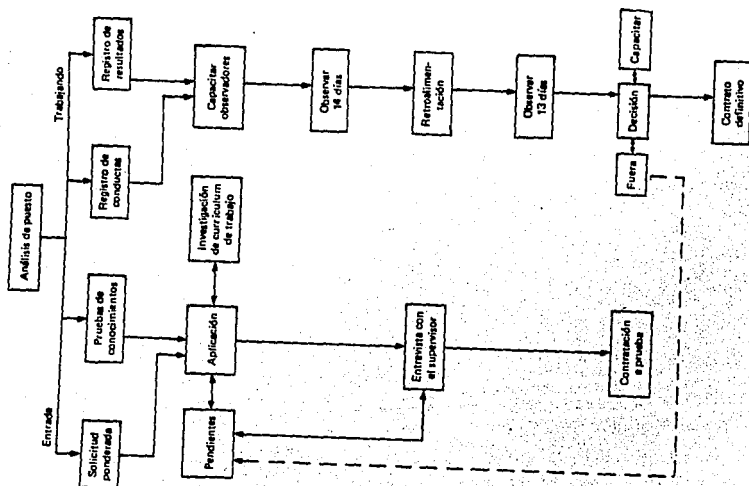 Análisis de puesto
Entrada
Trabajando
Solicitud
ponderada
Pruebas de
conocimientos
Registro de
conductas
Registro de
resultados
Pendientes
Aplicación
Investigación
de currículum
de trabajo
Capacitar
observadores
Observar
14 días
Entrevista con
el supervisor
Retroalimen-
tación
Observar
13 días
Contratación
a prueba
Fuera
Decisión
Capacitar
Contrato
definitivo